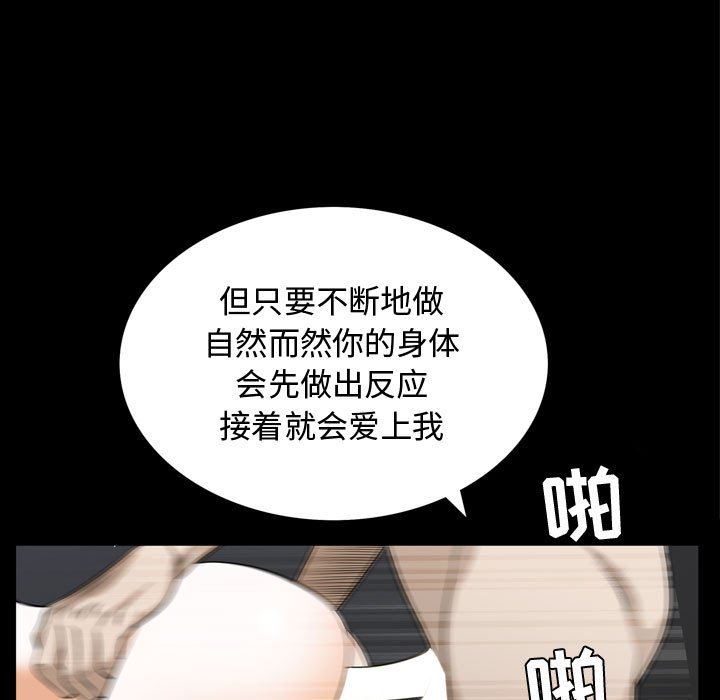 但只要不断地做
自然而然你的身体
会先做出反应
接着就会爱上我
啪
啪